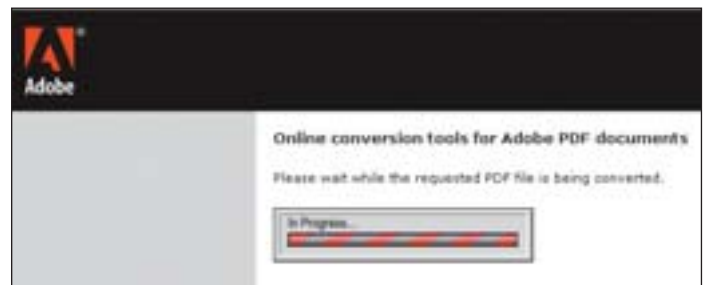 Adobe
Online conversion tools for Adobe PDF documents
Please wait while the requested PDF file is being converted.
In Progress...